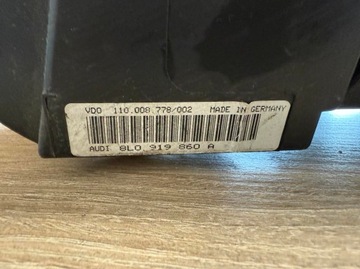 VDO 110.008.778/002 MADE IN GERMANY
AUDI 8L0 919 860 A